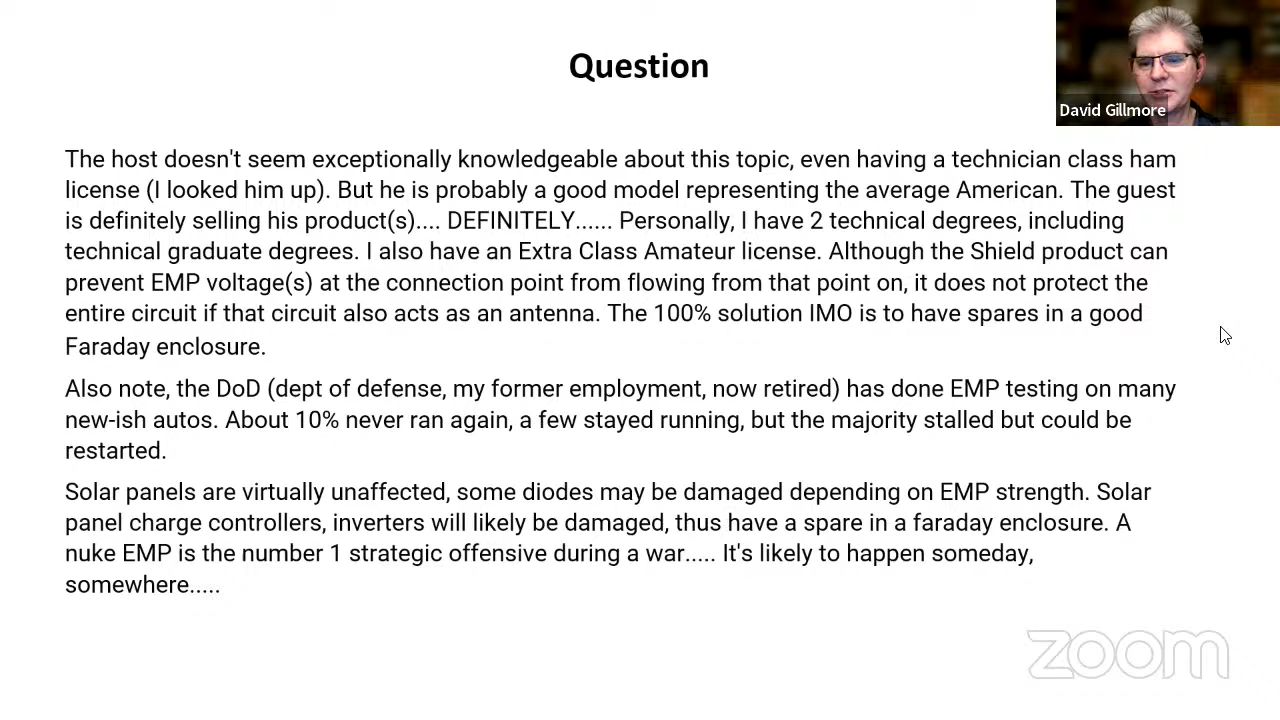 Question
David Gillmore
The host doesn't seem exceptionally knowledgeable about this topic, even having a technician class ham
license (I looked him up). But he is probably a good model representing the average American. The guest
is definitely selling his product(s).... DEFINITELY...... Personally, I have 2 technical degrees, including
technical graduate degrees. I also have an Extra Class Amateur license. Although the Shield product can
prevent EMP voltage(s) at the connection point from flowing from that point on, it does not protect the
entire circuit if that circuit also acts as an antenna. The 100% solution IMO is to have spares in a good
Faraday enclosure.
Also note, the DoD (dept of defense, my former employment, now retired) has done EMP testing on many
new-ish autos. About 10% never ran again, a few stayed running, but the majority stalled but could be
restarted.
Solar panels are virtually unaffected, some diodes may be damaged depending on EMP strength. Solar
panel charge controllers, inverters will likely be damaged, thus have a spare in a faraday enclosure. A
nuke EMP is the number 1 strategic offensive during a war..... It's likely to happen someday,
somewhere.....
zoom